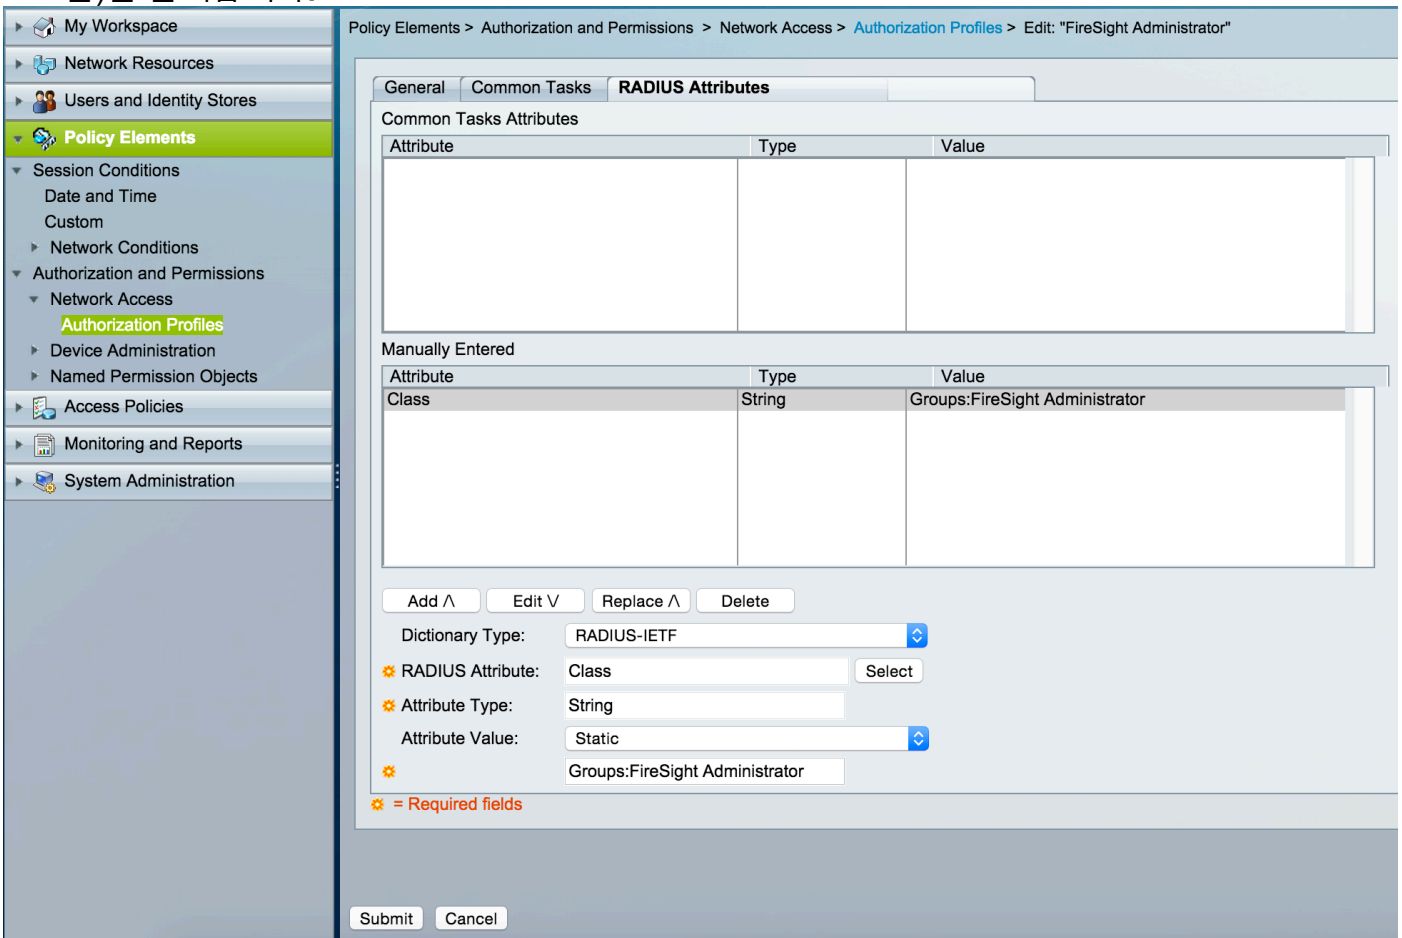 My Workspace
Network Resources
Users and Identity Stores
Policy Elements
Session Conditions
Date and Time
Custom
Network Conditions
Authorization and Permissions
Network Access
Authorization Profiles
Device Administration
Named Permission Objects
Access Policies
Monitoring and Reports
System Administration
Policy Elements > Authorization and Permissions > Network Access > Authorization Profiles > Edit: "FireSight Administrator"
General Common Tasks RADIUS Attributes
Common Tasks Attributes
Attribute Type Value
Manually Entered
Attribute Type Value
Class String Groups:FireSight Administrator
Add /\ Edit \/ Replace /\ Delete
Dictionary Type: RADIUS-IETF
RADIUS Attribute: Class Select
Attribute Type: String
Attribute Value: Static
Groups:FireSight Administrator
= Required fields
Submit Cancel